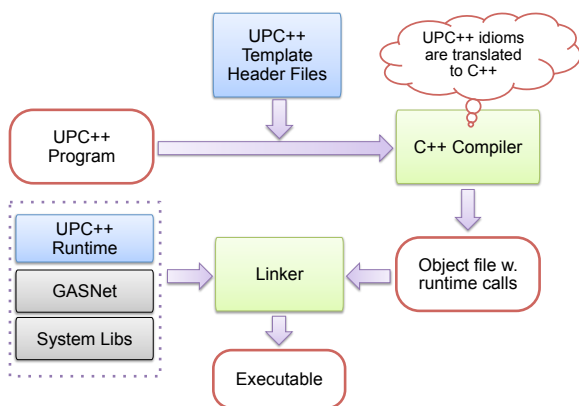 UPC++
Template
Header Files
UPC++ idioms
are translated
to C++
UPC++
Program
C++ Compiler
UPC++
Runtime
GASNet
System Libs
Linker
Object file w.
runtime calls
Executable